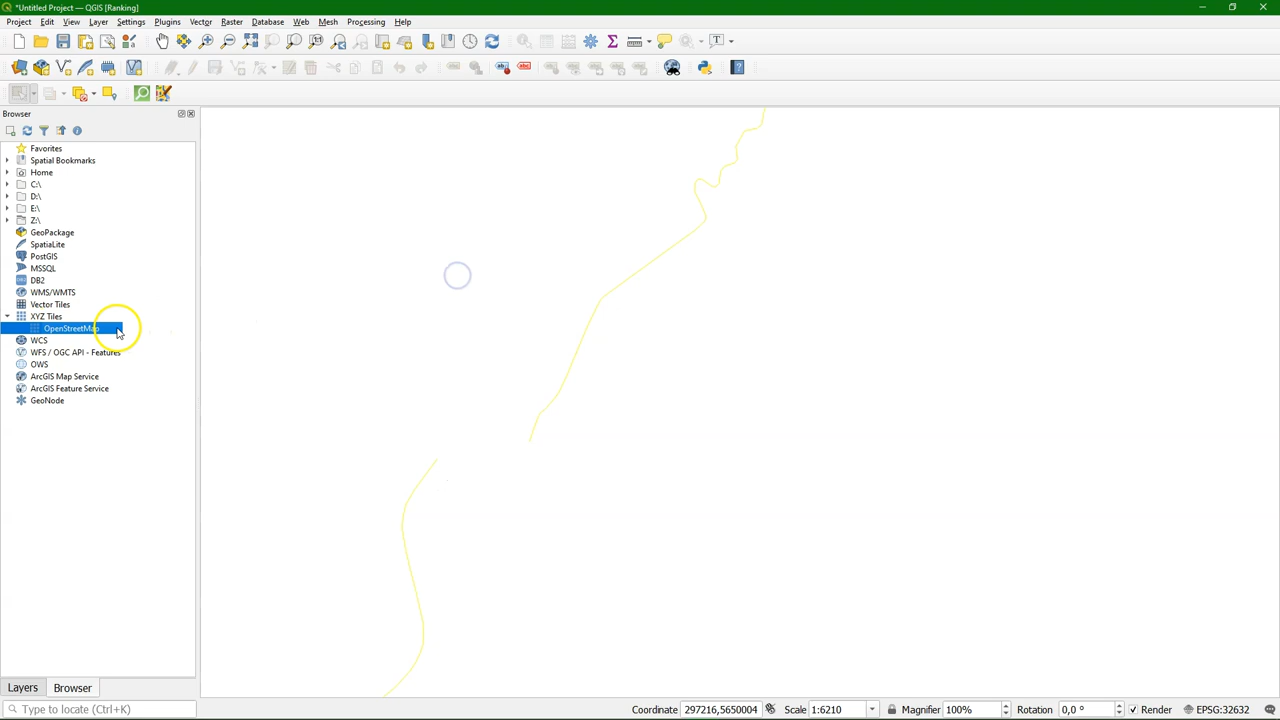 *Untitled Project — QGIS [Ranking]
Project Edit View Layer Settings Plugins Vector Raster Database Web Mesh Processing Help
Browser
Favorites
Spatial Bookmarks
Home
C:\
D:\
E:\
Z:\
GeoPackage
SpatiaLite
PostGIS
MSSQL
DB2
WMS/WMTS
Vector Tiles
XYZ Tiles
OpenStreetMap
WCS
WFS / OGC API - Features
OWS
ArcGIS Map Service
ArcGIS Feature Service
GeoNode
Layers Browser
Type to locate (Ctrl+K) Coordinate 297216,5650004 Scale 1:6210 Magnifier 100% Rotation 0,0 ° Render EPSG:32632